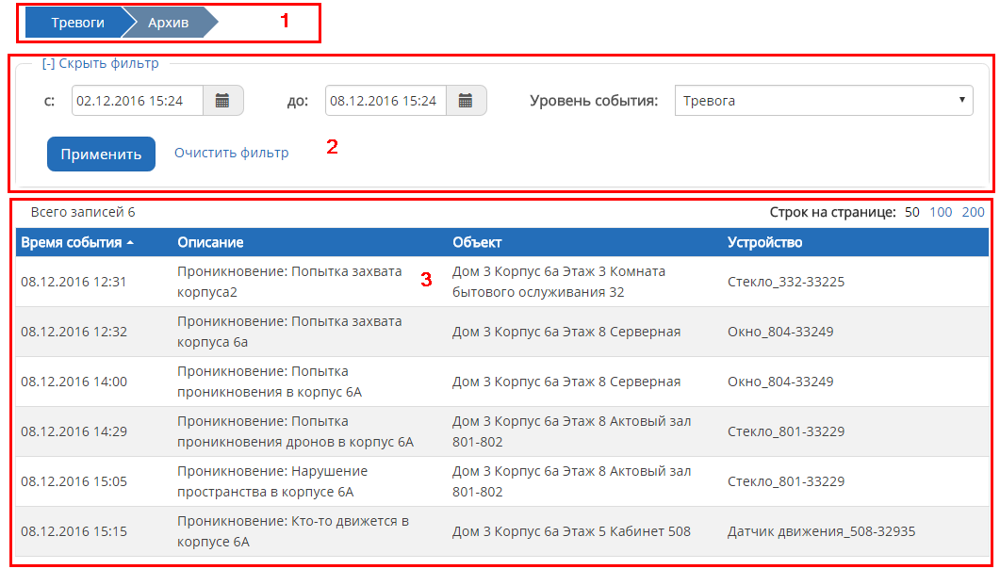 Тревоги Архив 1
[-] Скрыть фильтр
с: 02.12.2016 15:24 до: 08.12.2016 15:24 Уровень события: Тревога
Применить Очистить фильтр 2
Всего записей 6 Строк на странице: 50 100 200
Время события Описание Объект Устройство
3
08.12.2016 12:31 Проникновение: Попытка захвата Дом 3 Корпус 6а Этаж 3 Комната Стекло_332-33225
корпуса2 бытового ослуживания 32
08.12.2016 12:32 Проникновение: Попытка захвата Дом 3 Корпус 6а Этаж 8 Серверная Окно_804-33249
корпуса 6а
08.12.2016 14:00 Проникновение: Попытка Дом 3 Корпус 6а Этаж 8 Серверная Окно_804-33249
проникновения в корпус 6А
08.12.2016 14:29 Проникновение: Попытка Дом 3 Корпус 6а Этаж 8 Актовый зал Стекло_801-33229
проникновения дронов в корпус 6А 801-802
08.12.2016 15:05 Проникновение: Нарушение Дом 3 Корпус 6а Этаж 8 Актовый зал Стекло_801-33229
пространства в корпусе 6А 801-802
08.12.2016 15:15 Проникновение: Кто-то движется в Дом 3 Корпус 6а Этаж 5 Кабинет 508 Датчик движения_508-32935
корпусе 6А